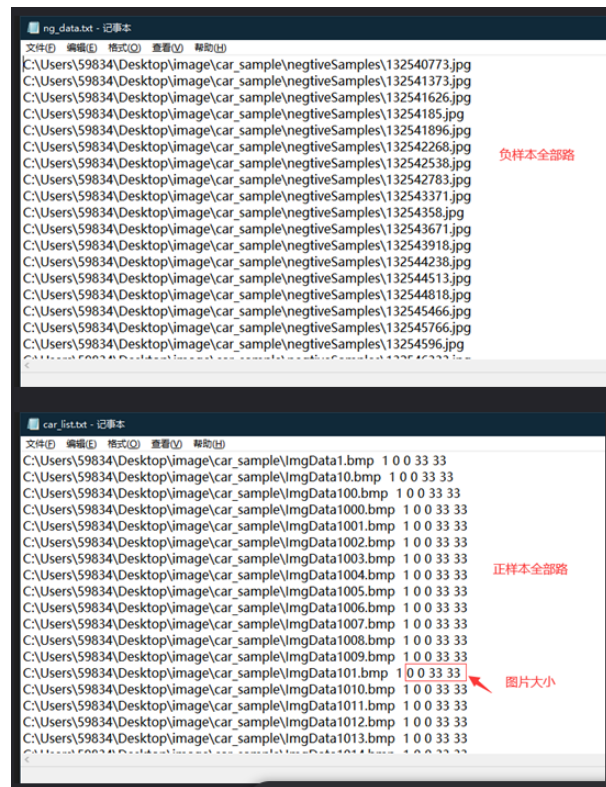 ng_data.txt - 记事本
文件(F) 编辑(E) 格式(O) 查看(V) 帮助(H)
C:\Users\59834\Desktop\image\car_sample\negtiveSamples\132540773.jpg
C:\Users\59834\Desktop\image\car_sample\negtiveSamples\132541373.jpg
C:\Users\59834\Desktop\image\car_sample\negtiveSamples\132541626.jpg
C:\Users\59834\Desktop\image\car_sample\negtiveSamples\13254185.jpg
C:\Users\59834\Desktop\image\car_sample\negtiveSamples\132541896.jpg
C:\Users\59834\Desktop\image\car_sample\negtiveSamples\132542268.jpg
C:\Users\59834\Desktop\image\car_sample\negtiveSamples\132542538.jpg
负样本全部路
C:\Users\59834\Desktop\image\car_sample\negtiveSamples\132542783.jpg
C:\Users\59834\Desktop\image\car_sample\negtiveSamples\132543371.jpg
C:\Users\59834\Desktop\image\car_sample\negtiveSamples\13254358.jpg
C:\Users\59834\Desktop\image\car_sample\negtiveSamples\132543671.jpg
C:\Users\59834\Desktop\image\car_sample\negtiveSamples\132543918.jpg
C:\Users\59834\Desktop\image\car_sample\negtiveSamples\132544238.jpg
C:\Users\59834\Desktop\image\car_sample\negtiveSamples\132544513.jpg
C:\Users\59834\Desktop\image\car_sample\negtiveSamples\132544818.jpg
C:\Users\59834\Desktop\image\car_sample\negtiveSamples\132545466.jpg
C:\Users\59834\Desktop\image\car_sample\negtiveSamples\132545766.jpg
C:\Users\59834\Desktop\image\car_sample\negtiveSamples\13254596.jpg
car_list.txt - 记事本
文件(F) 编辑(E) 格式(O) 查看(V) 帮助(H)
C:\Users\59834\Desktop\image\car_sample\ImgData1.bmp 1 0 0 33 33
C:\Users\59834\Desktop\image\car_sample\ImgData10.bmp 1 0 0 33 33
C:\Users\59834\Desktop\image\car_sample\ImgData100.bmp 1 0 0 33 33
C:\Users\59834\Desktop\image\car_sample\ImgData1000.bmp 1 0 0 33 33
C:\Users\59834\Desktop\image\car_sample\ImgData1001.bmp 1 0 0 33 33
C:\Users\59834\Desktop\image\car_sample\ImgData1002.bmp 1 0 0 33 33
C:\Users\59834\Desktop\image\car_sample\ImgData1003.bmp 1 0 0 33 33
C:\Users\59834\Desktop\image\car_sample\ImgData1004.bmp 1 0 0 33 33
正样本全部路
C:\Users\59834\Desktop\image\car_sample\ImgData1005.bmp 1 0 0 33 33
C:\Users\59834\Desktop\image\car_sample\ImgData1006.bmp 1 0 0 33 33
C:\Users\59834\Desktop\image\car_sample\ImgData1007.bmp 1 0 0 33 33
C:\Users\59834\Desktop\image\car_sample\ImgData1008.bmp 1 0 0 33 33
C:\Users\59834\Desktop\image\car_sample\ImgData1009.bmp 1 0 0 33 33
C:\Users\59834\Desktop\image\car_sample\ImgData101.bmp 1 0 0 33 33
图片大小
C:\Users\59834\Desktop\image\car_sample\ImgData1010.bmp 1 0 0 33 33
C:\Users\59834\Desktop\image\car_sample\ImgData1011.bmp 1 0 0 33 33
C:\Users\59834\Desktop\image\car_sample\ImgData1012.bmp 1 0 0 33 33
C:\Users\59834\Desktop\image\car_sample\ImgData1013.bmp 1 0 0 33 33